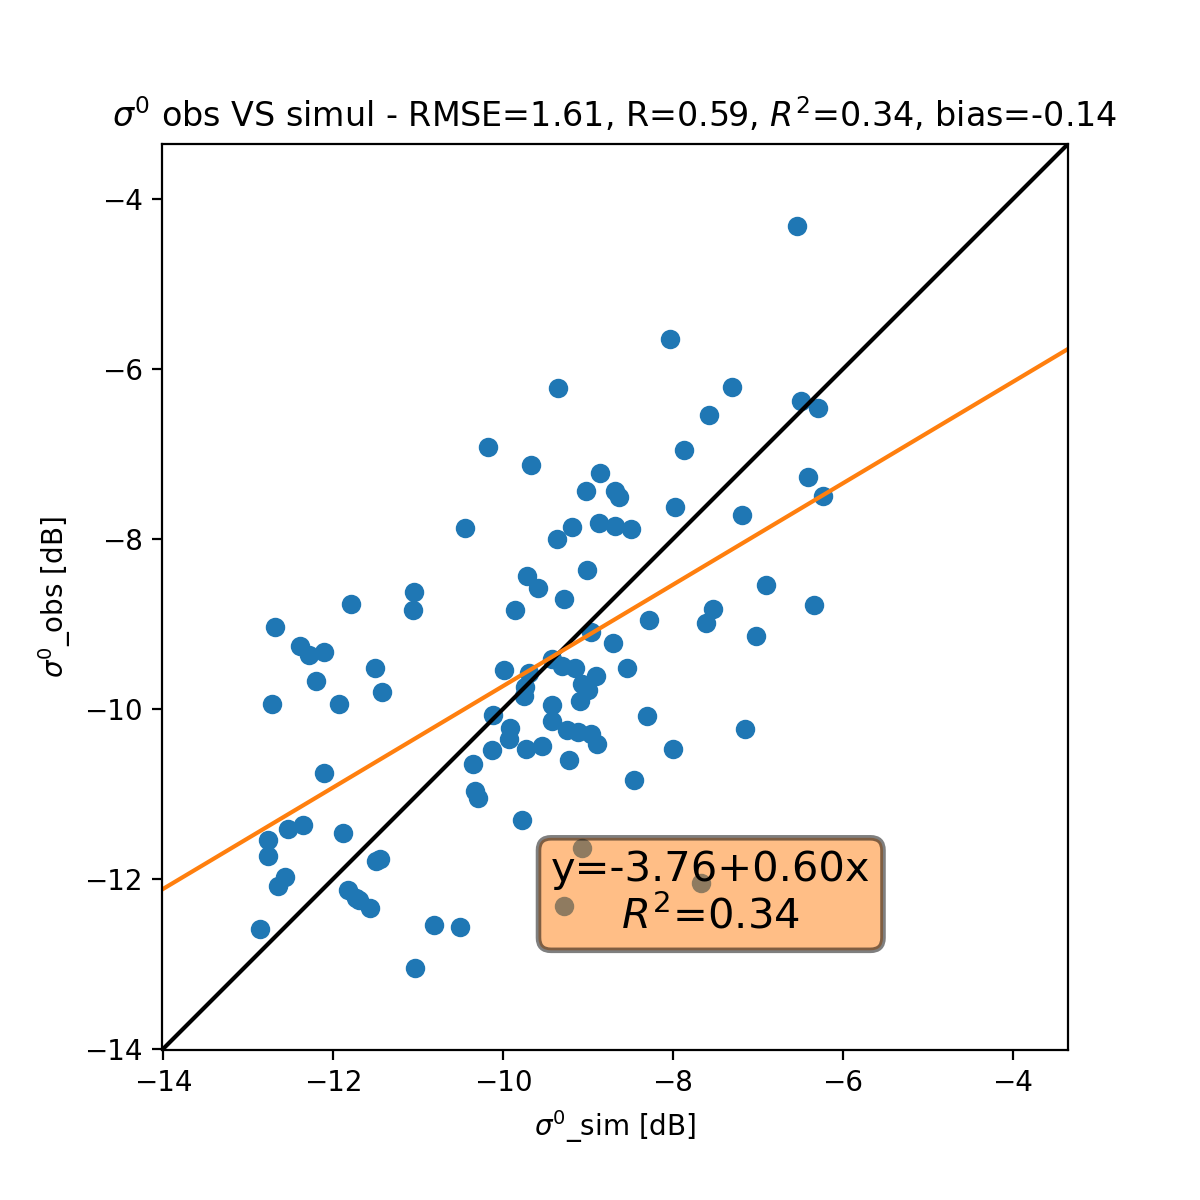 σ⁰ obs VS simul - RMSE=1.61, R=0.59, R²=0.34, bias=-0.14
−4
−6
−8
−10
−12
−14
σ⁰_obs [dB]
y=-3.76+0.60x
R²=0.34
−14 −12 −10 −8 −6 −4
σ⁰_sim [dB]